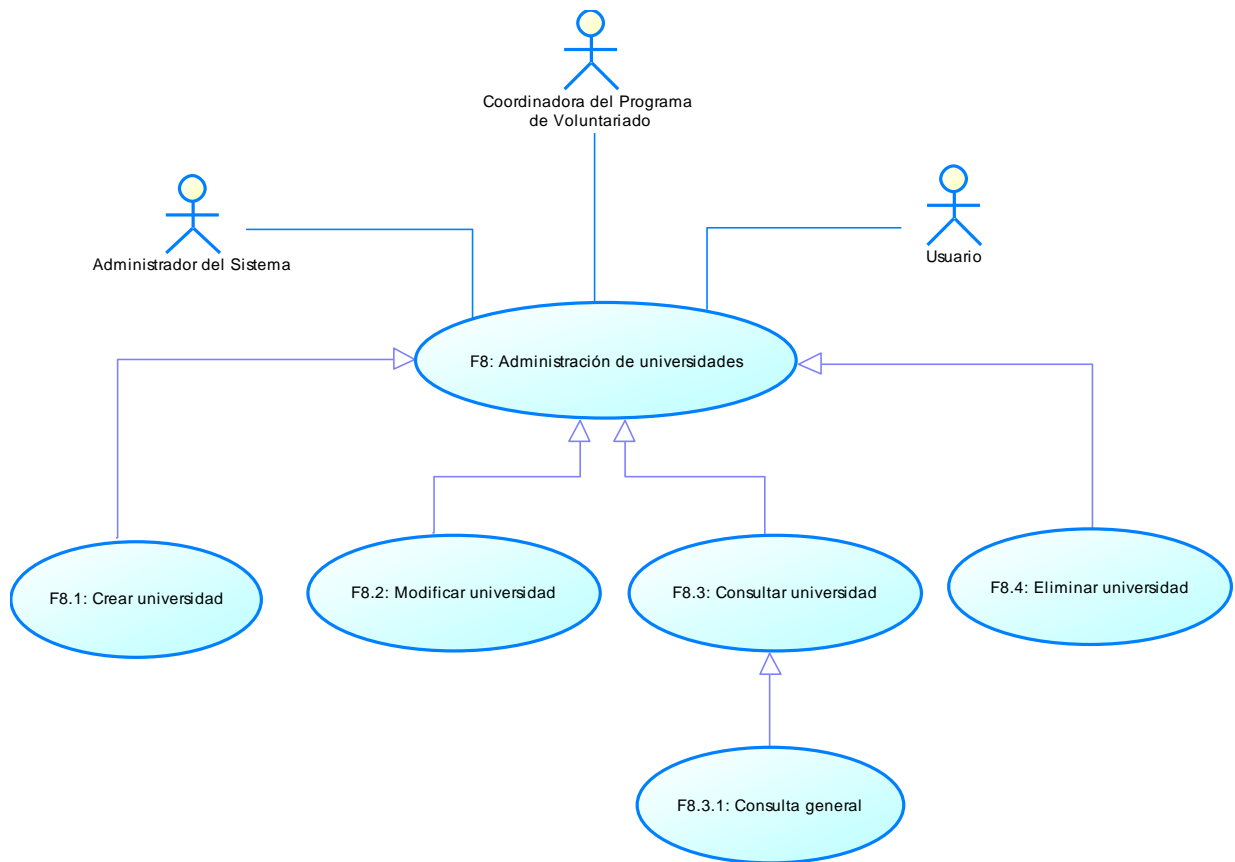 Coordinadora del Programa
de Voluntariado
Administrador del Sistema
Usuario
F8: Administración de universidades
F8.1: Crear universidad
F8.2: Modificar universidad
F8.3: Consultar universidad
F8.4: Eliminar universidad
F8.3.1: Consulta general